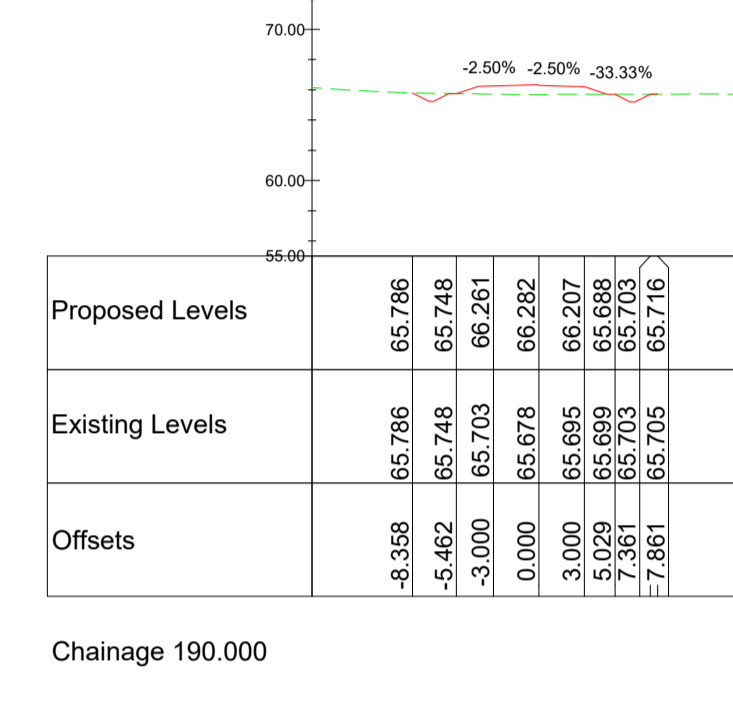 70.00
-2.50% -2.50% -33.33%
60.00
55.00
Proposed Levels 65.786 65.748 66.261 66.282 66.207 65.688 65.703 65.716
Existing Levels 65.786 65.748 65.703 65.678 65.695 65.699 65.703 65.705
Offsets -8.358 -5.462 -3.000 0.000 3.000 5.029 7.361 7.861
Chainage 190.000